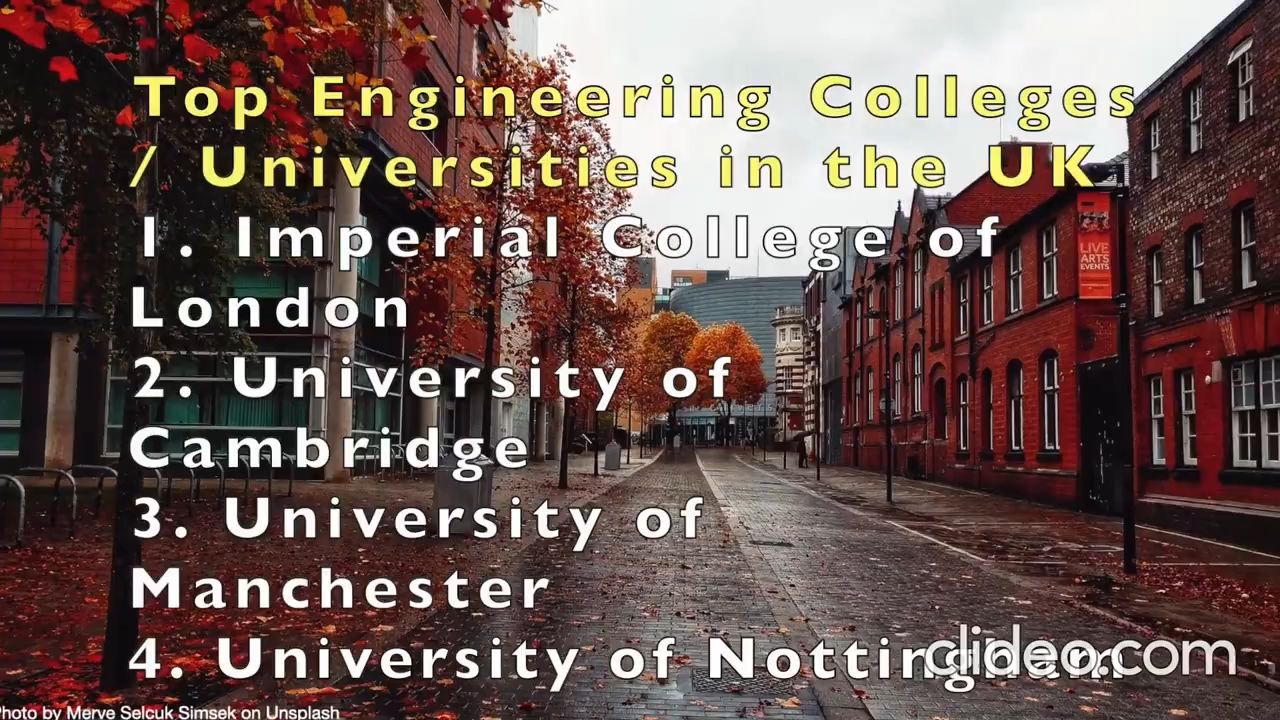 Top Engineering Colleges
/ Universities in the UK
1. Imperial College of
London
2. University of
Cambridge
3. University of
Manchester
4. University of Nottingham
clideo.com
LIVE
ARTS
EVENTS
Photo by Merve Selcuk Simsek on Unsplash